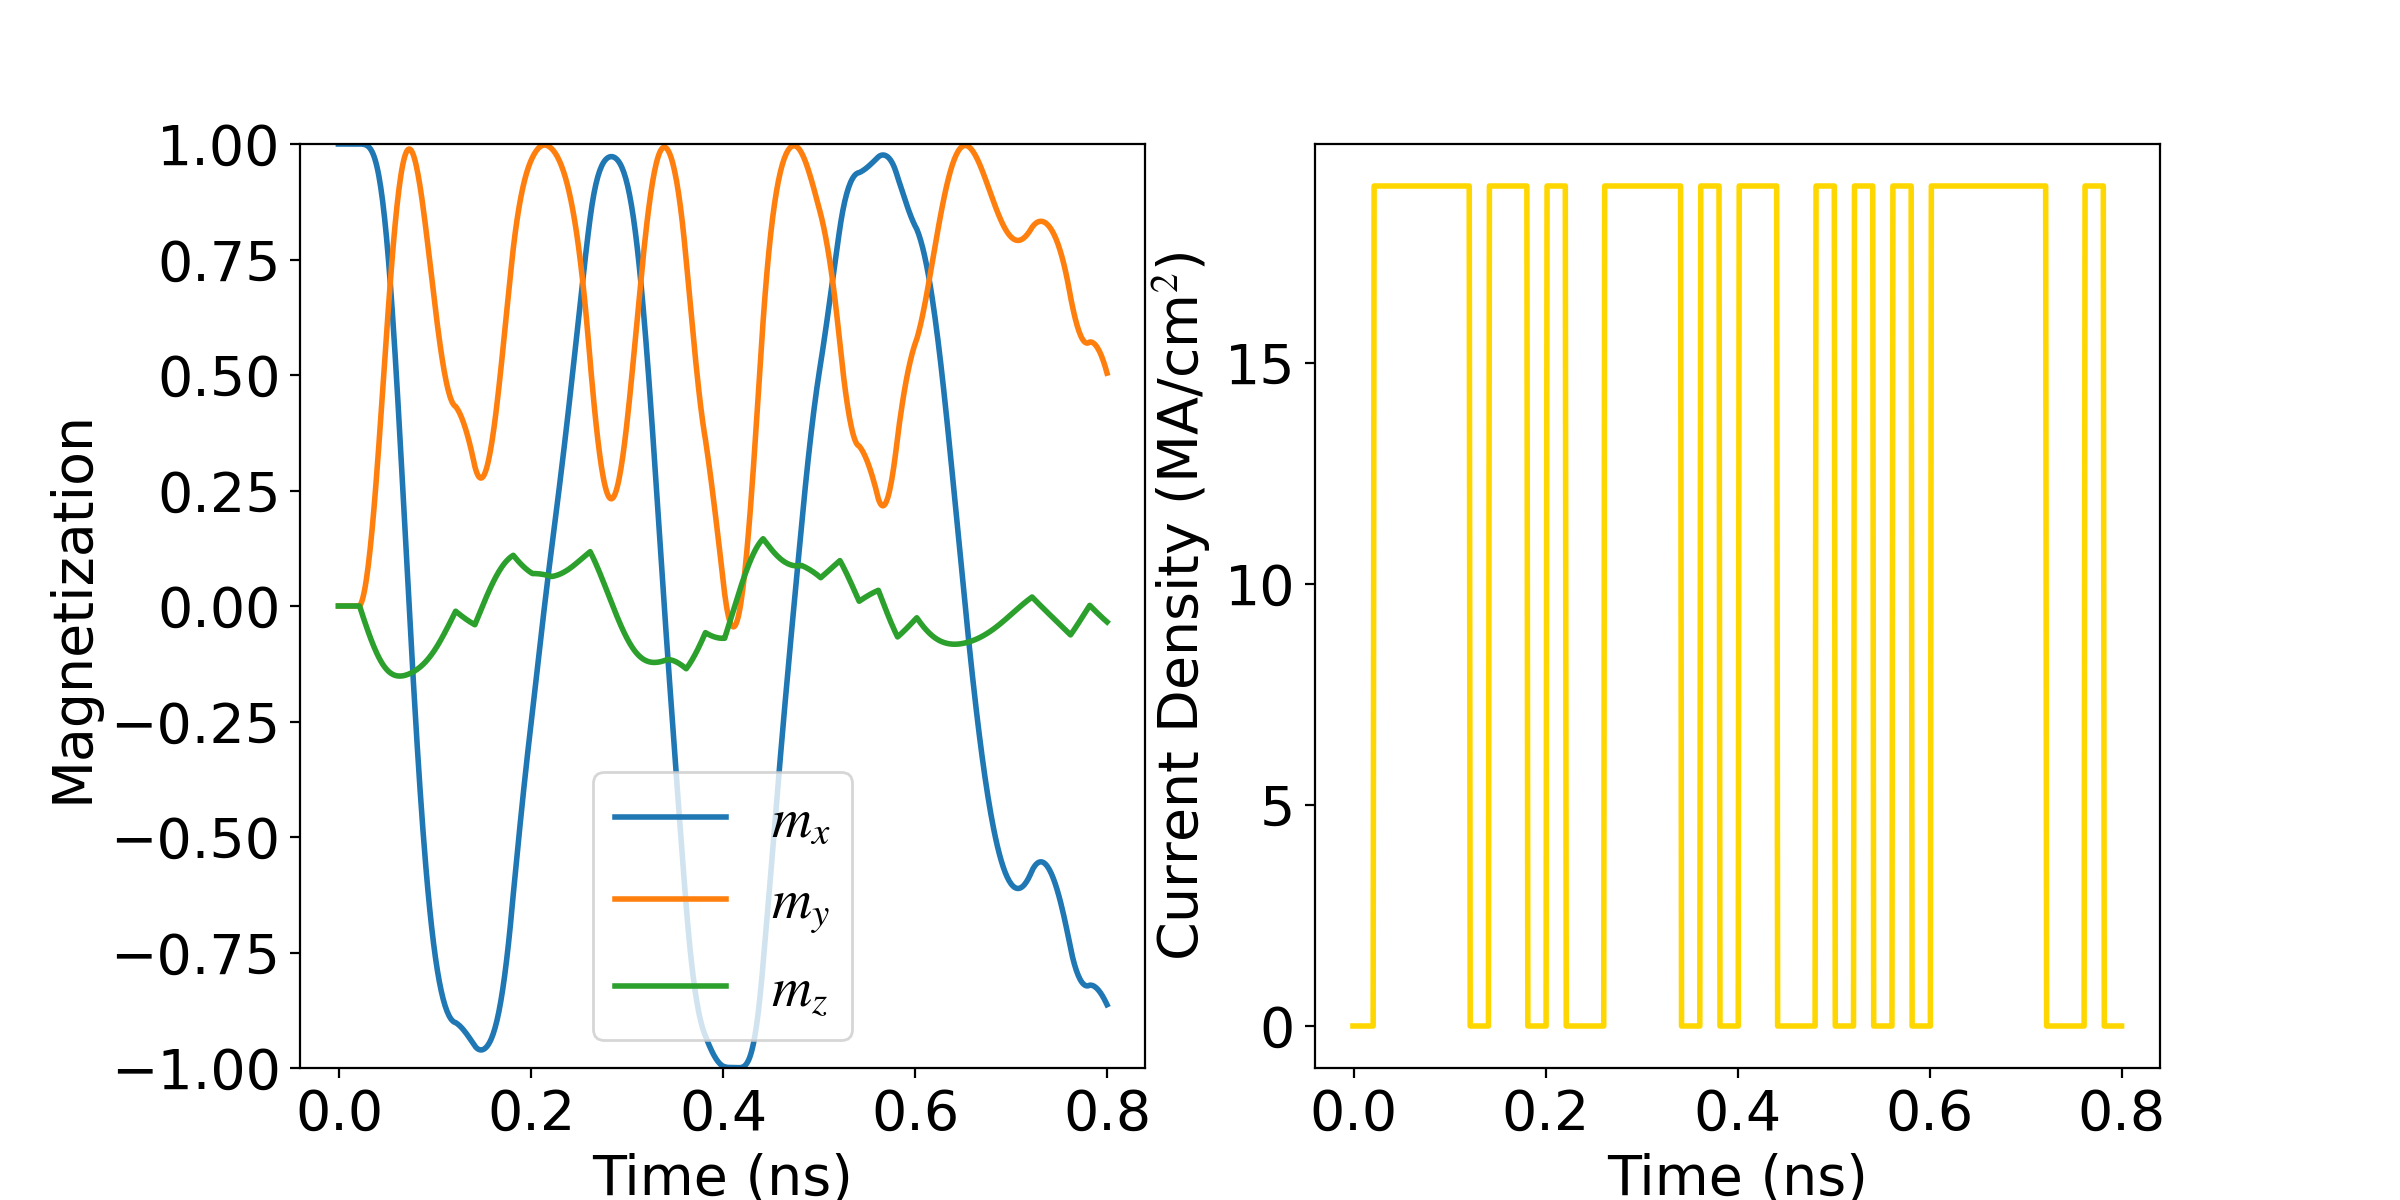 Magnetization
1.00
0.75
0.50
0.25
0.00
−0.25
−0.50
−0.75
−1.00
0.0 0.2 0.4 0.6 0.8
Time (ns)
m_x
m_y
m_z
Current Density (MA/cm²)
15
10
5
0
0.0 0.2 0.4 0.6 0.8
Time (ns)